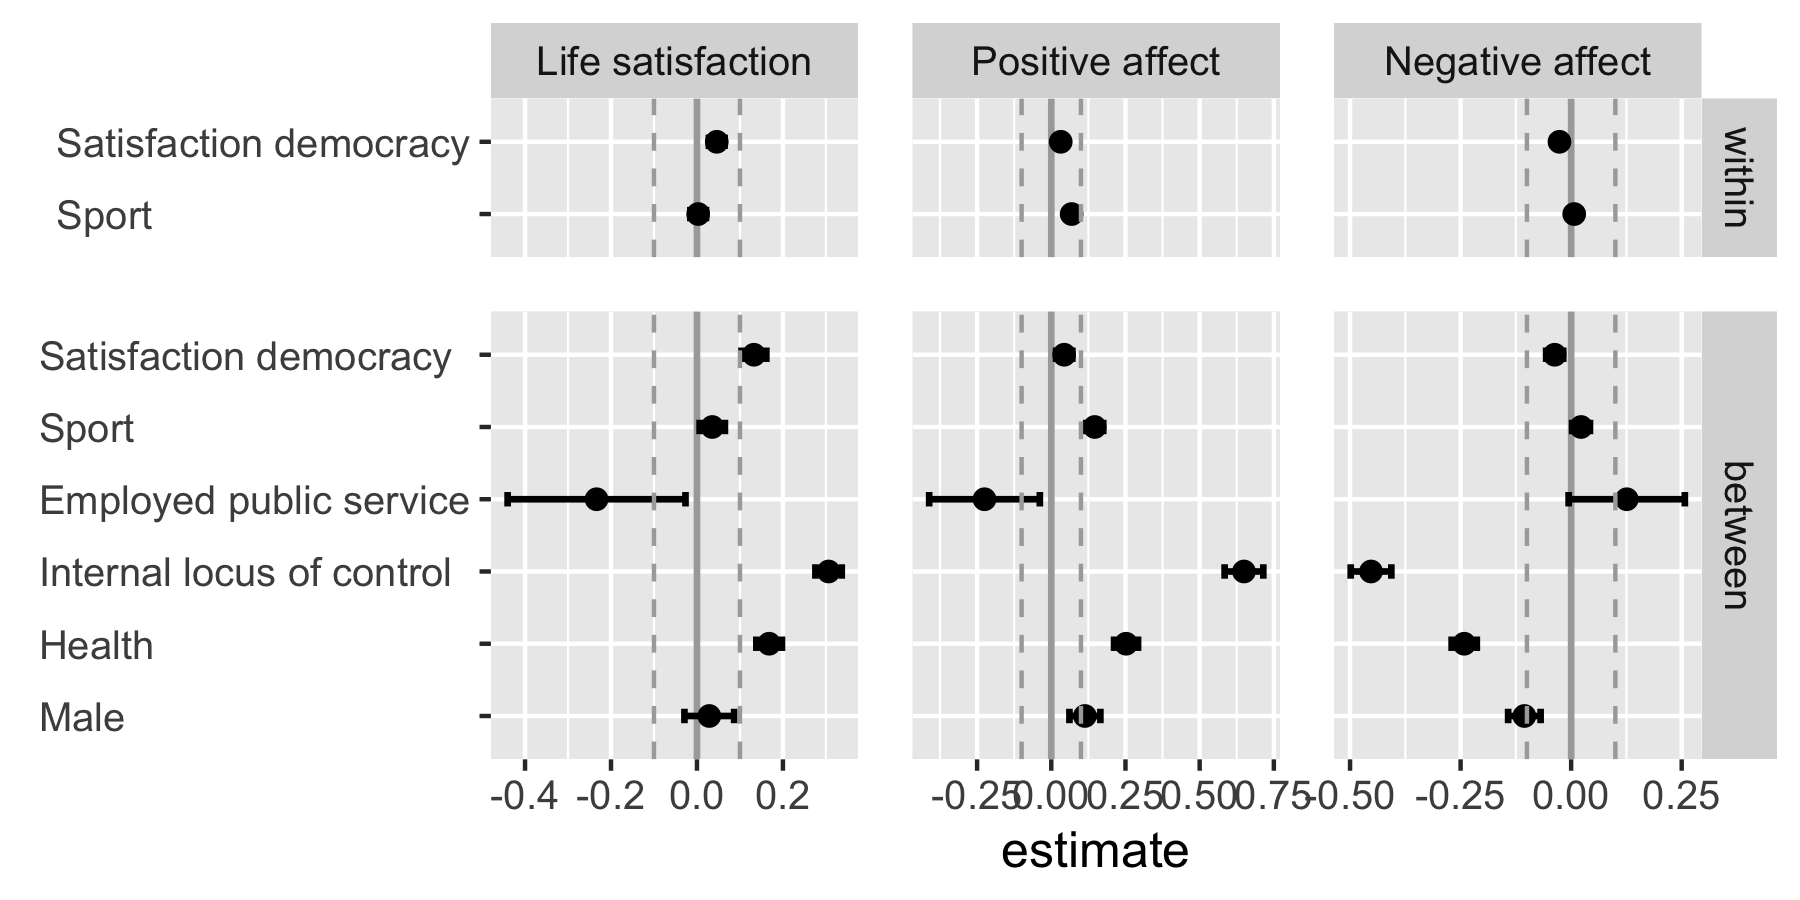 Life satisfaction
Positive affect
Negative affect
Satisfaction democracy
Sport
within
Satisfaction democracy
Sport
Employed public service
Internal locus of control
Health
Male
between
-0.4 -0.2 0.0 0.2
-0.25 0.00 0.25 0.50 0.75
-0.50 -0.25 0.00 0.25
estimate